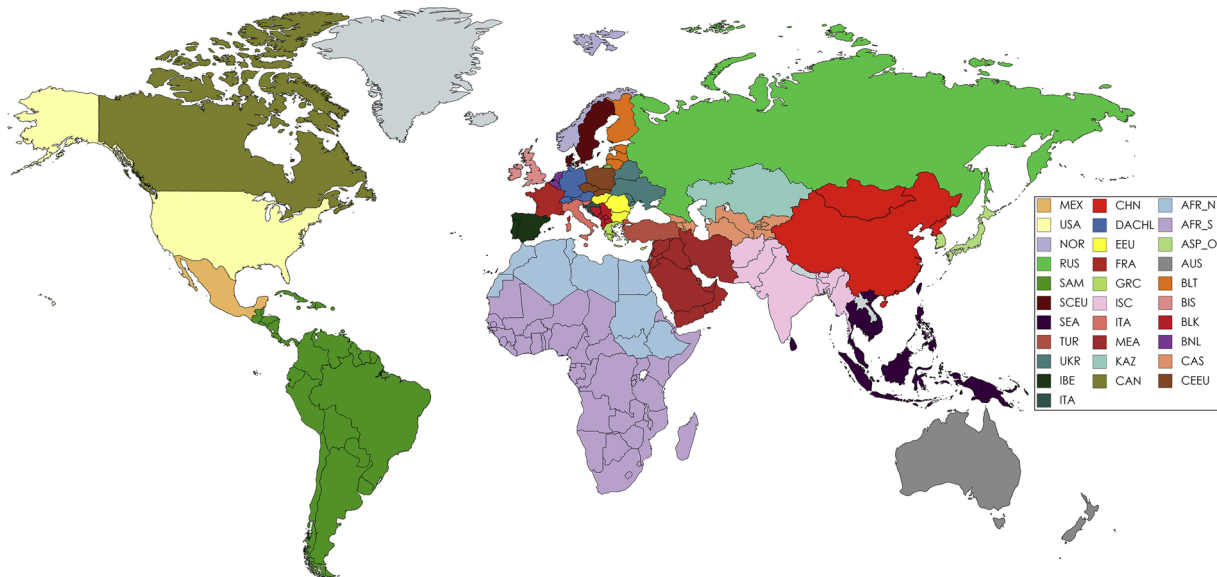 MEX CHN AFR_N
USA DACHL AFR_S
NOR EEU ASP_O
RUS FRA AUS
SAM GRC BLT
SCEU ISC BIS
SEA ITA BLK
TUR MEA BNL
UKR KAZ CAS
IBE CAN CEEU
ITA